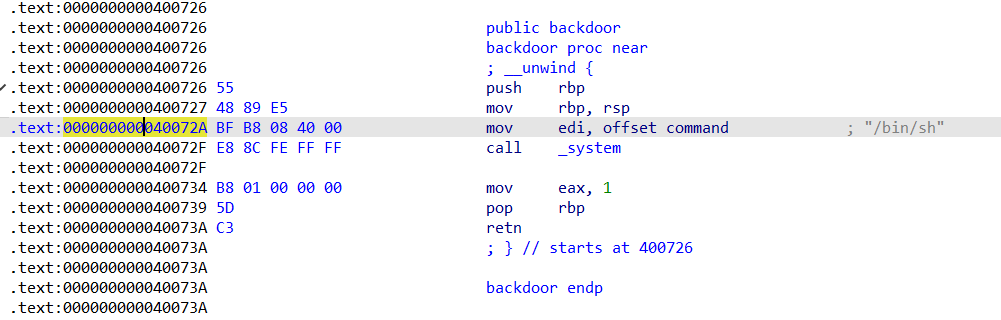 .text:0000000000400726
.text:0000000000400726 public backdoor
.text:0000000000400726 backdoor proc near
.text:0000000000400726 ; __unwind {
.text:0000000000400726 55 push rbp
.text:0000000000400727 48 89 E5 mov rbp, rsp
.text:000000000040072A BF B8 08 40 00 mov edi, offset command ; "/bin/sh"
.text:000000000040072F E8 8C FE FF FF call _system
.text:000000000040072F
.text:0000000000400734 B8 01 00 00 00 mov eax, 1
.text:0000000000400739 5D pop rbp
.text:000000000040073A C3 retn
.text:000000000040073A ; } // starts at 400726
.text:000000000040073A
.text:000000000040073A backdoor endp
.text:000000000040073A